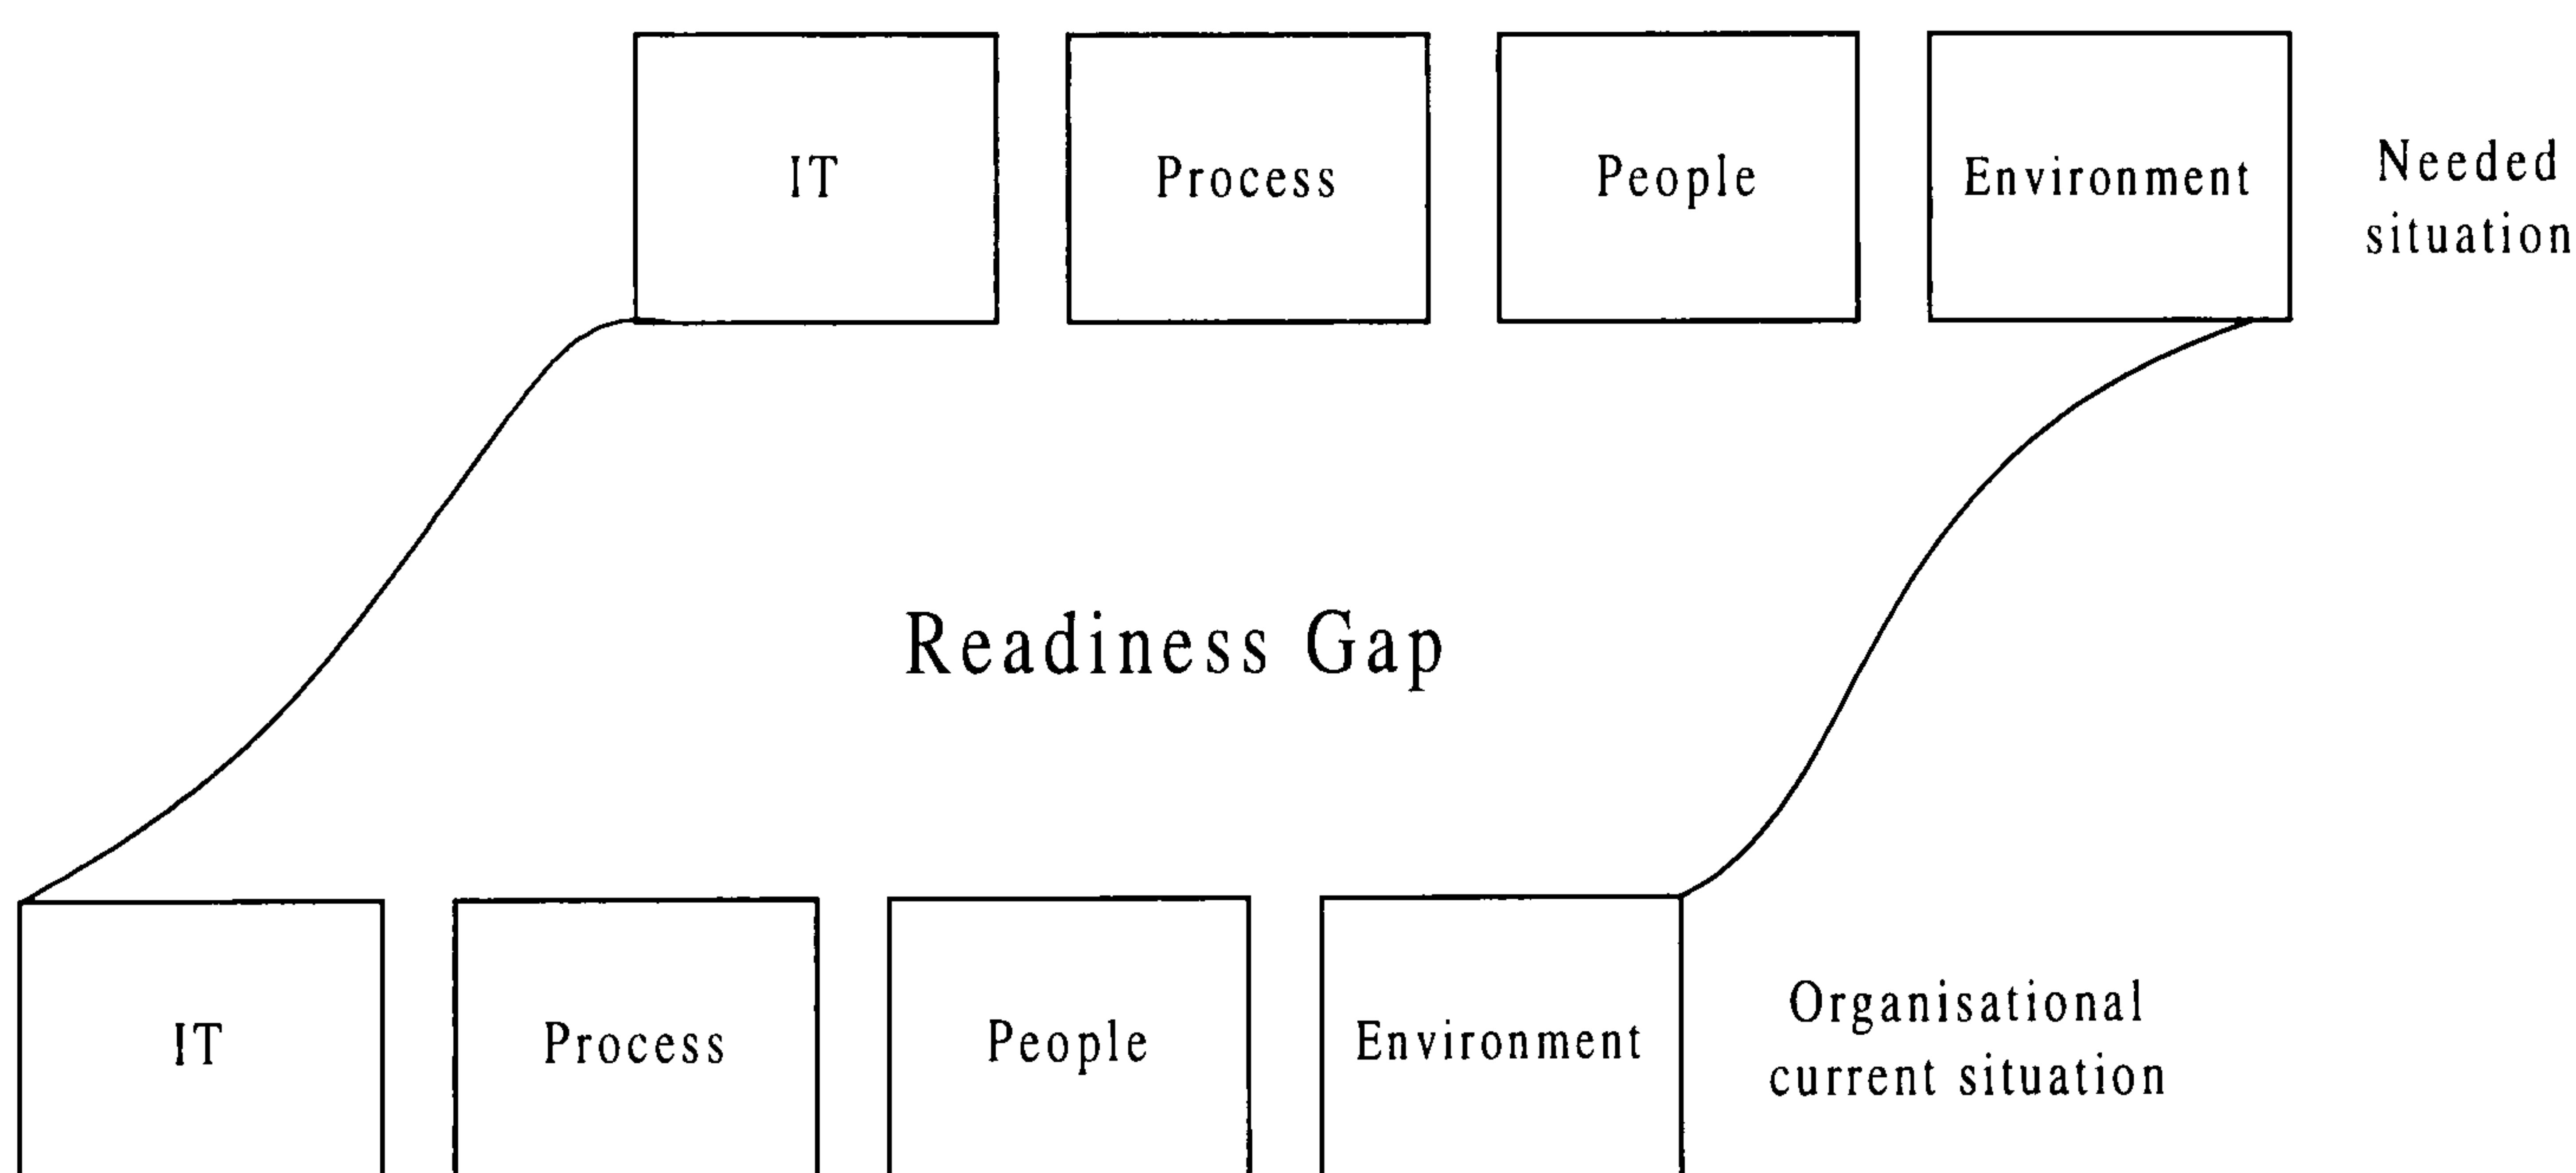 IT
Process
People
Environment
Needed
situation
Readiness Gap
IT
Process
People
Environment
Organisational
current situation